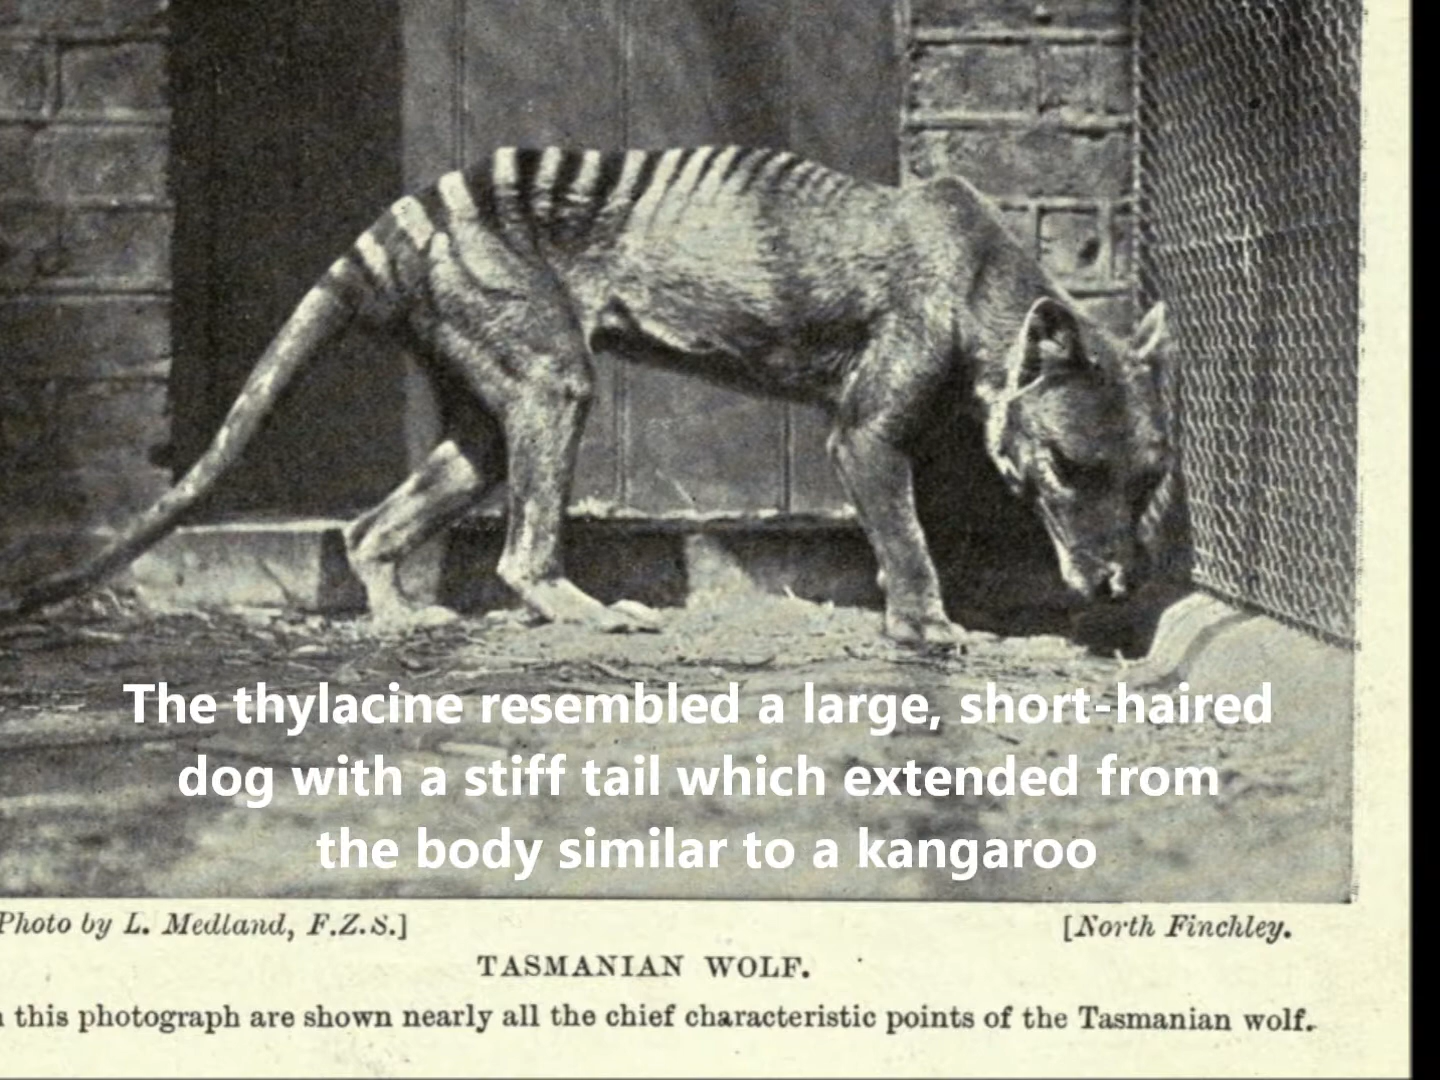 The thylacine resembled a large, short-haired
dog with a stiff tail which extended from
the body similar to a kangaroo
Photo by L. Medland, F.Z.S.] [North Finchley.
TASMANIAN WOLF.
this photograph are shown nearly all the chief characteristic points of the Tasmanian wolf.